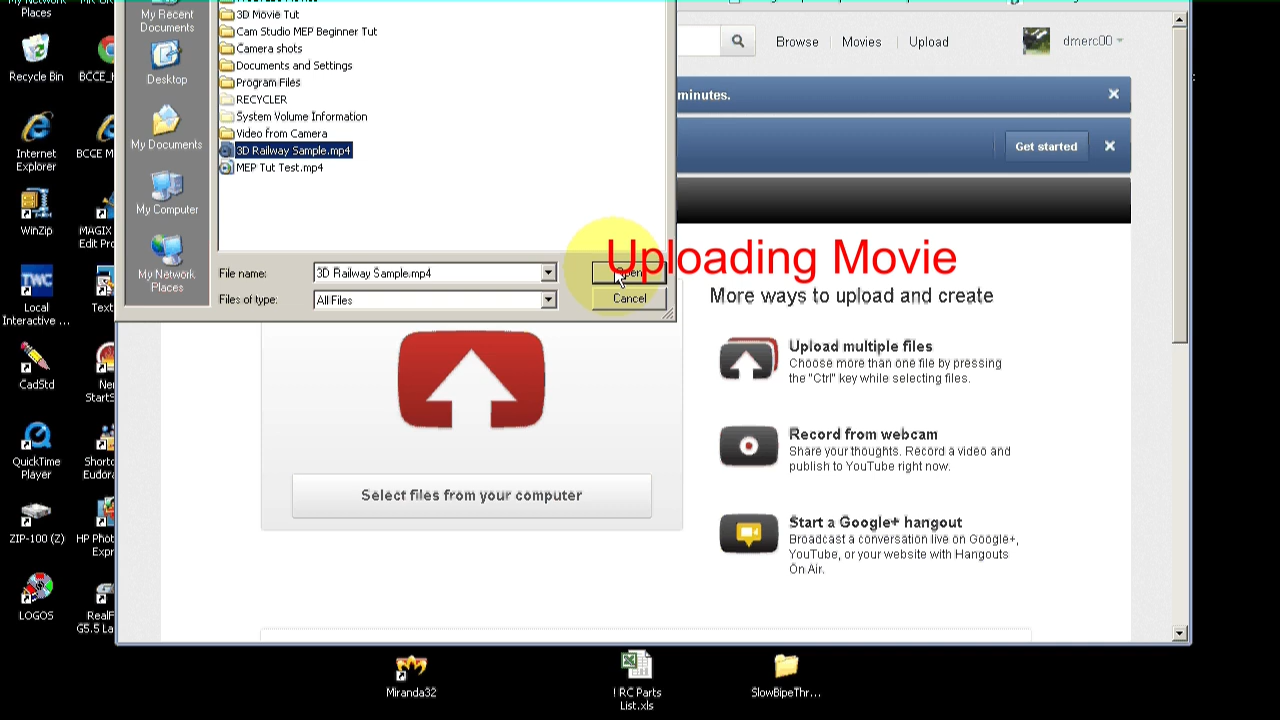 My Network
Places
Recycle Bin
BCCE_
Internet
Explorer
BCCE M
WinZip
MAGIX
Edit Pro
Local
Interactive ...
Text
CadStd
Ner
StartS
QuickTime
Player
Shortc
Eudora
ZIP-100 (Z)
HP Phot
Expr
LOGOS
RealF
G5.5 La
My Recent
Documents
Desktop
My Documents
My Computer
My Network
Places
3D Movie Tut
Cam Studio MEP Beginner Tut
Camera shots
Documents and Settings
Program Files
RECYCLER
System Volume Information
Video from Camera
3D Railway Sample.mp4
MEP Tut Test.mp4
File name:
3D Railway Sample.mp4
Open
Files of type:
All Files
Cancel
Browse
Movies
Upload
dmerc00
minutes.
Get started
Uploading Movie
More ways to upload and create
Upload multiple files
Choose more than one file by pressing
the "Ctrl" key while selecting files.
Record from webcam
Share your thoughts. Record a video and
publish to YouTube right now.
Start a Google+ hangout
Broadcast a conversation live on Google+,
YouTube, or your website with Hangouts
On Air.
Select files from your computer
Miranda32
! RC Parts
List.xls
SlowBipeThr...